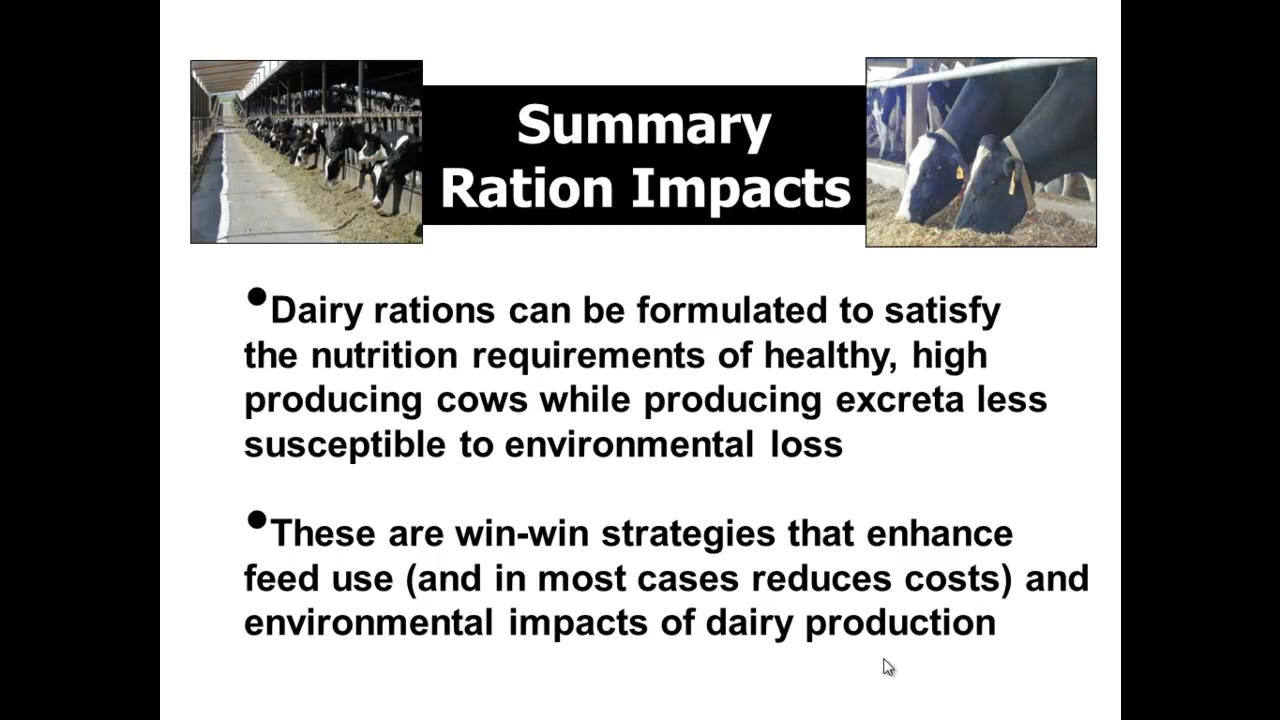 Summary
Ration Impacts
•Dairy rations can be formulated to satisfy
the nutrition requirements of healthy, high
producing cows while producing excreta less
susceptible to environmental loss
•These are win-win strategies that enhance
feed use (and in most cases reduces costs) and
environmental impacts of dairy production